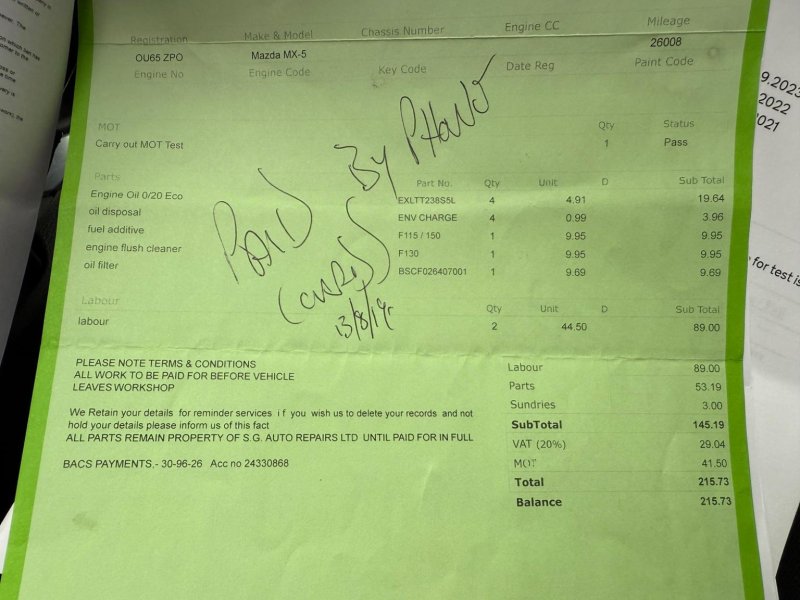 Registration Make & Model Chassis Number Engine CC Mileage
OU65 ZPO Mazda MX-5 26008
Engine No Engine Code Key Code Date Reg Paint Code
MOT Qty Status
Carry out MOT Test 1 Pass
PAID BY PHONE
(CARD)
13/8/19
Parts Part No. Qty Unit D Sub Total
Engine Oil 0/20 Eco EXLTT238S5L 4 4.91 19.64
oil disposal ENV CHARGE 4 0.99 3.96
fuel additive F115 / 150 1 9.95 9.95
engine flush cleaner F130 1 9.95 9.95
oil filter BSCF026407001 1 9.69 9.69
Labour Qty Unit D Sub Total
labour 2 44.50 89.00
PLEASE NOTE TERMS & CONDITIONS
ALL WORK TO BE PAID FOR BEFORE VEHICLE
LEAVES WORKSHOP
We Retain your details for reminder services i f you wish us to delete your records and not
hold your details please inform us of this fact
ALL PARTS REMAIN PROPERTY OF S.G. AUTO REPAIRS LTD UNTIL PAID FOR IN FULL
BACS PAYMENTS.- 30-96-26 Acc no 24330868
Labour 89.00
Parts 53.19
Sundries 3.00
SubTotal 145.19
VAT (20%) 29.04
MOT 41.50
Total 215.73
Balance 215.73
9.2023
2022
021
for test is